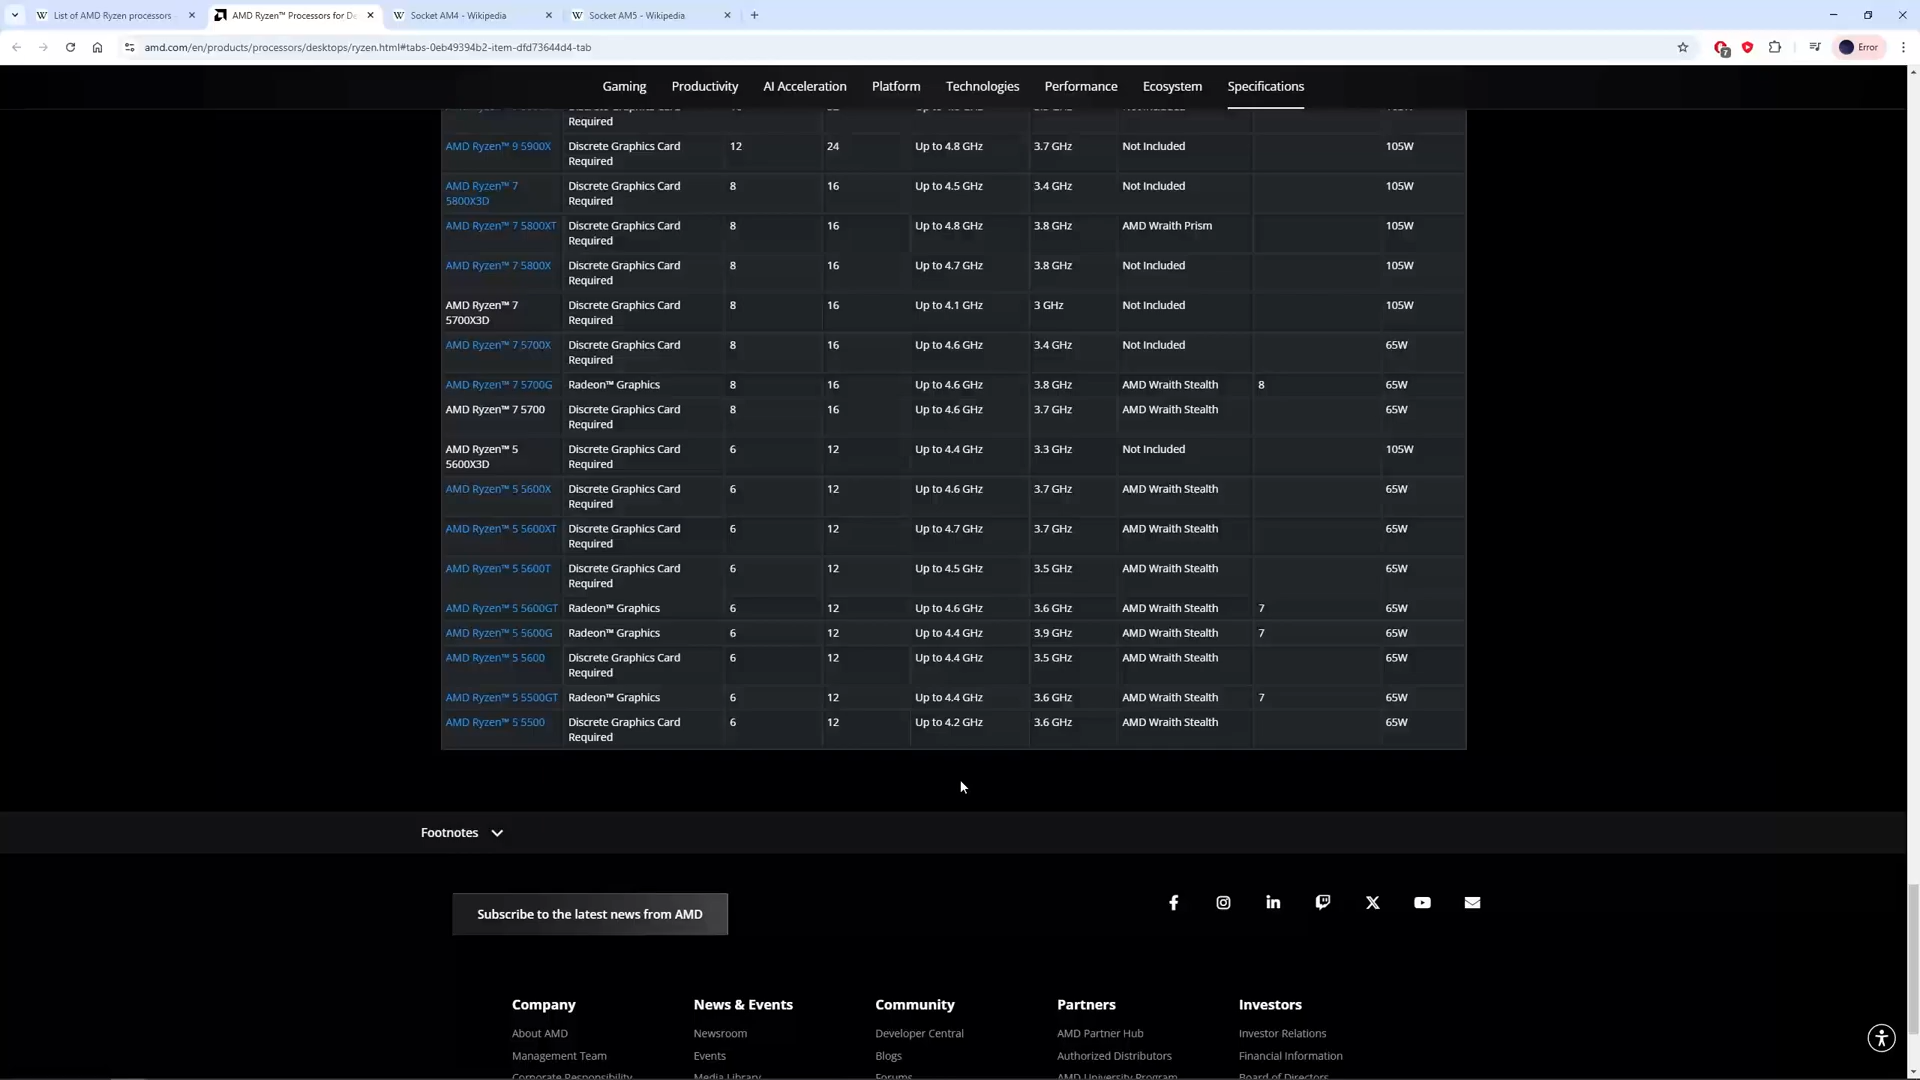 List of AMD Ryzen processors
AMD Ryzen™ Processors for De
Socket AM4 - Wikipedia
Socket AM5 - Wikipedia
amd.com/en/products/processors/desktops/ryzen.html#tabs-0eb49394b2-item-dfd73644d4-tab
7
Error
Gaming Productivity AI Acceleration Platform Technologies Performance Ecosystem Specifications
Required
AMD Ryzen™ 9 5900X Discrete Graphics Card 12 24 Up to 4.8 GHz 3.7 GHz Not Included 105W
Required
AMD Ryzen™ 7 Discrete Graphics Card 8 16 Up to 4.5 GHz 3.4 GHz Not Included 105W
5800X3D Required
AMD Ryzen™ 7 5800XT Discrete Graphics Card 8 16 Up to 4.8 GHz 3.8 GHz AMD Wraith Prism 105W
Required
AMD Ryzen™ 7 5800X Discrete Graphics Card 8 16 Up to 4.7 GHz 3.8 GHz Not Included 105W
Required
AMD Ryzen™ 7 Discrete Graphics Card 8 16 Up to 4.1 GHz 3 GHz Not Included 105W
5700X3D Required
AMD Ryzen™ 7 5700X Discrete Graphics Card 8 16 Up to 4.6 GHz 3.4 GHz Not Included 65W
Required
AMD Ryzen™ 7 5700G Radeon™ Graphics 8 16 Up to 4.6 GHz 3.8 GHz AMD Wraith Stealth 8 65W
AMD Ryzen™ 7 5700 Discrete Graphics Card 8 16 Up to 4.6 GHz 3.7 GHz AMD Wraith Stealth 65W
Required
AMD Ryzen™ 5 Discrete Graphics Card 6 12 Up to 4.4 GHz 3.3 GHz Not Included 105W
5600X3D Required
AMD Ryzen™ 5 5600X Discrete Graphics Card 6 12 Up to 4.6 GHz 3.7 GHz AMD Wraith Stealth 65W
Required
AMD Ryzen™ 5 5600XT Discrete Graphics Card 6 12 Up to 4.7 GHz 3.7 GHz AMD Wraith Stealth 65W
Required
AMD Ryzen™ 5 5600T Discrete Graphics Card 6 12 Up to 4.5 GHz 3.5 GHz AMD Wraith Stealth 65W
Required
AMD Ryzen™ 5 5600GT Radeon™ Graphics 6 12 Up to 4.6 GHz 3.6 GHz AMD Wraith Stealth 7 65W
AMD Ryzen™ 5 5600G Radeon™ Graphics 6 12 Up to 4.4 GHz 3.9 GHz AMD Wraith Stealth 7 65W
AMD Ryzen™ 5 5600 Discrete Graphics Card 6 12 Up to 4.4 GHz 3.5 GHz AMD Wraith Stealth 65W
Required
AMD Ryzen™ 5 5500GT Radeon™ Graphics 6 12 Up to 4.4 GHz 3.6 GHz AMD Wraith Stealth 7 65W
AMD Ryzen™ 5 5500 Discrete Graphics Card 6 12 Up to 4.2 GHz 3.6 GHz AMD Wraith Stealth 65W
Required
Footnotes
Subscribe to the latest news from AMD
Company News & Events Community Partners Investors
About AMD Newsroom Developer Central AMD Partner Hub Investor Relations
Management Team Events Blogs Authorized Distributors Financial Information
Corporate Responsibility Media Library Forums AMD University Program Board of Directors